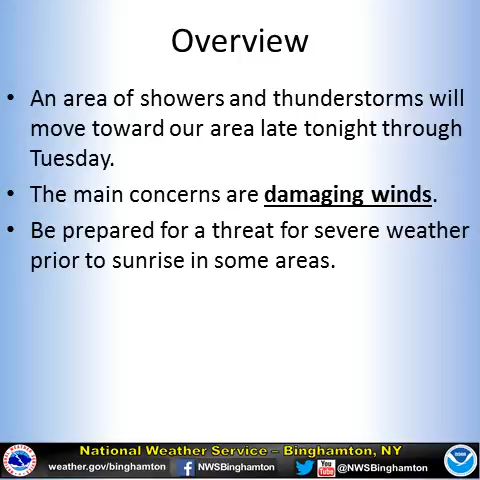 Overview
• An area of showers and thunderstorms will
move toward our area late tonight through
Tuesday.
• The main concerns are damaging winds.
• Be prepared for a threat for severe weather
prior to sunrise in some areas.
National Weather Service – Binghamton, NY
weather.gov/binghamton f NWSBinghamton You Tube @NWSBinghamton